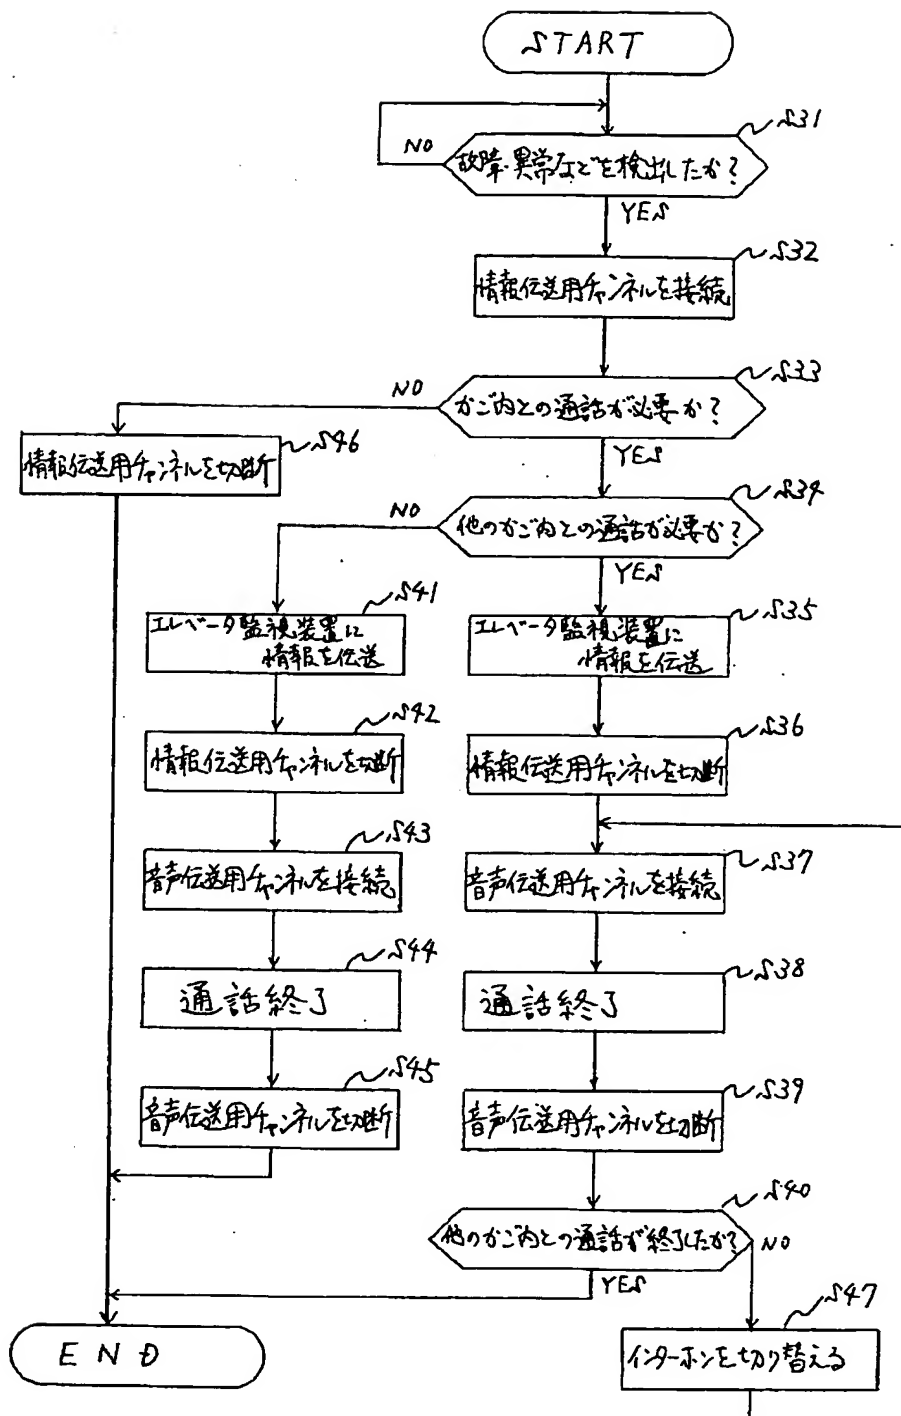 START
S31
NO
故障・異常などを検出したか?
YES
S32
情報伝送用チャンネルを接続
S33
NO
かご内との通話が必要か?
YES
S46
情報伝送用チャンネルを切断
S34
NO
他のかご内との通話が必要か?
YES
S41
エレベータ監視装置に
情報を伝送
S35
エレベータ監視装置に
情報を伝送
S42
情報伝送用チャンネルを切断
S36
情報伝送用チャンネルを切断
S43
音声伝送用チャンネルを接続
S37
音声伝送用チャンネルを接続
S44
通話終了
S38
通話終了
S45
音声伝送用チャンネルを切断
S39
音声伝送用チャンネルを切断
S40
他のかご内との通話が終了したか?
NO
YES
S47
インターホンを切り替える
END